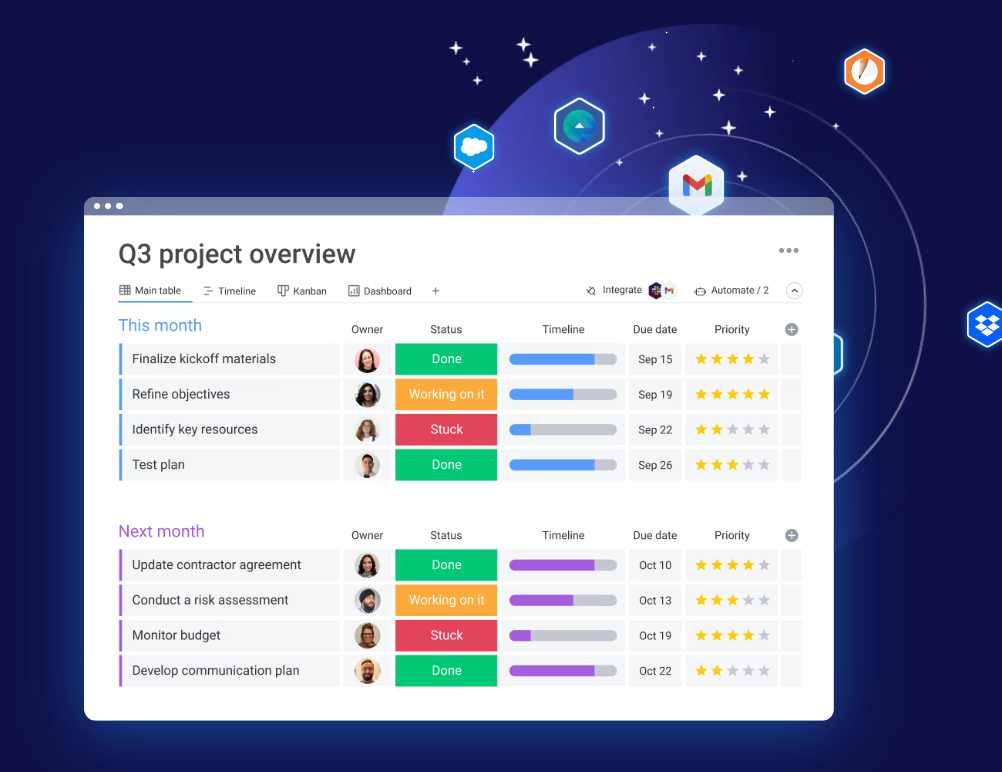 Q3 project overview
Main table Timeline Kanban Dashboard + Integrate Automate / 2
This month Owner Status Timeline Due date Priority
Finalize kickoff materials Done Sep 15
Refine objectives Working on it Sep 19
Identify key resources Stuck Sep 22
Test plan Done Sep 26
Next month Owner Status Timeline Due date Priority
Update contractor agreement Done Oct 10
Conduct a risk assessment Working on it Oct 13
Monitor budget Stuck Oct 19
Develop communication plan Done Oct 22